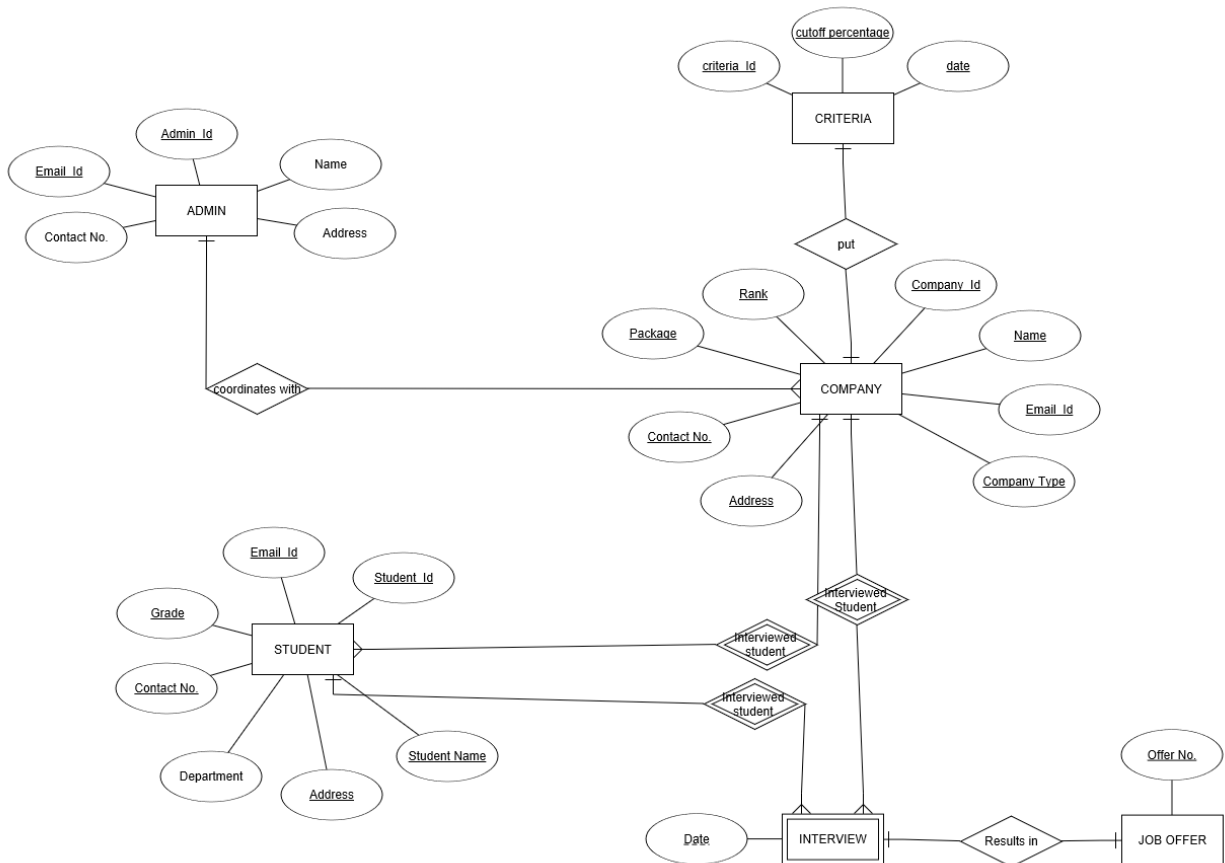 cutoff percentage
criteria_Id
date
CRITERIA
Admin_Id
Email_Id
Name
ADMIN
Contact No.
Address
put
Rank
Company_Id
Package
Name
coordinates with
COMPANY
Contact No.
Email_Id
Address
Company Type
Email_Id
Student_Id
Grade
Interviewed
Student
STUDENT
Interviewed
student
Contact No.
Interviewed
student
Department
Address
Student Name
Offer No.
Date
INTERVIEW
Results in
JOB OFFER